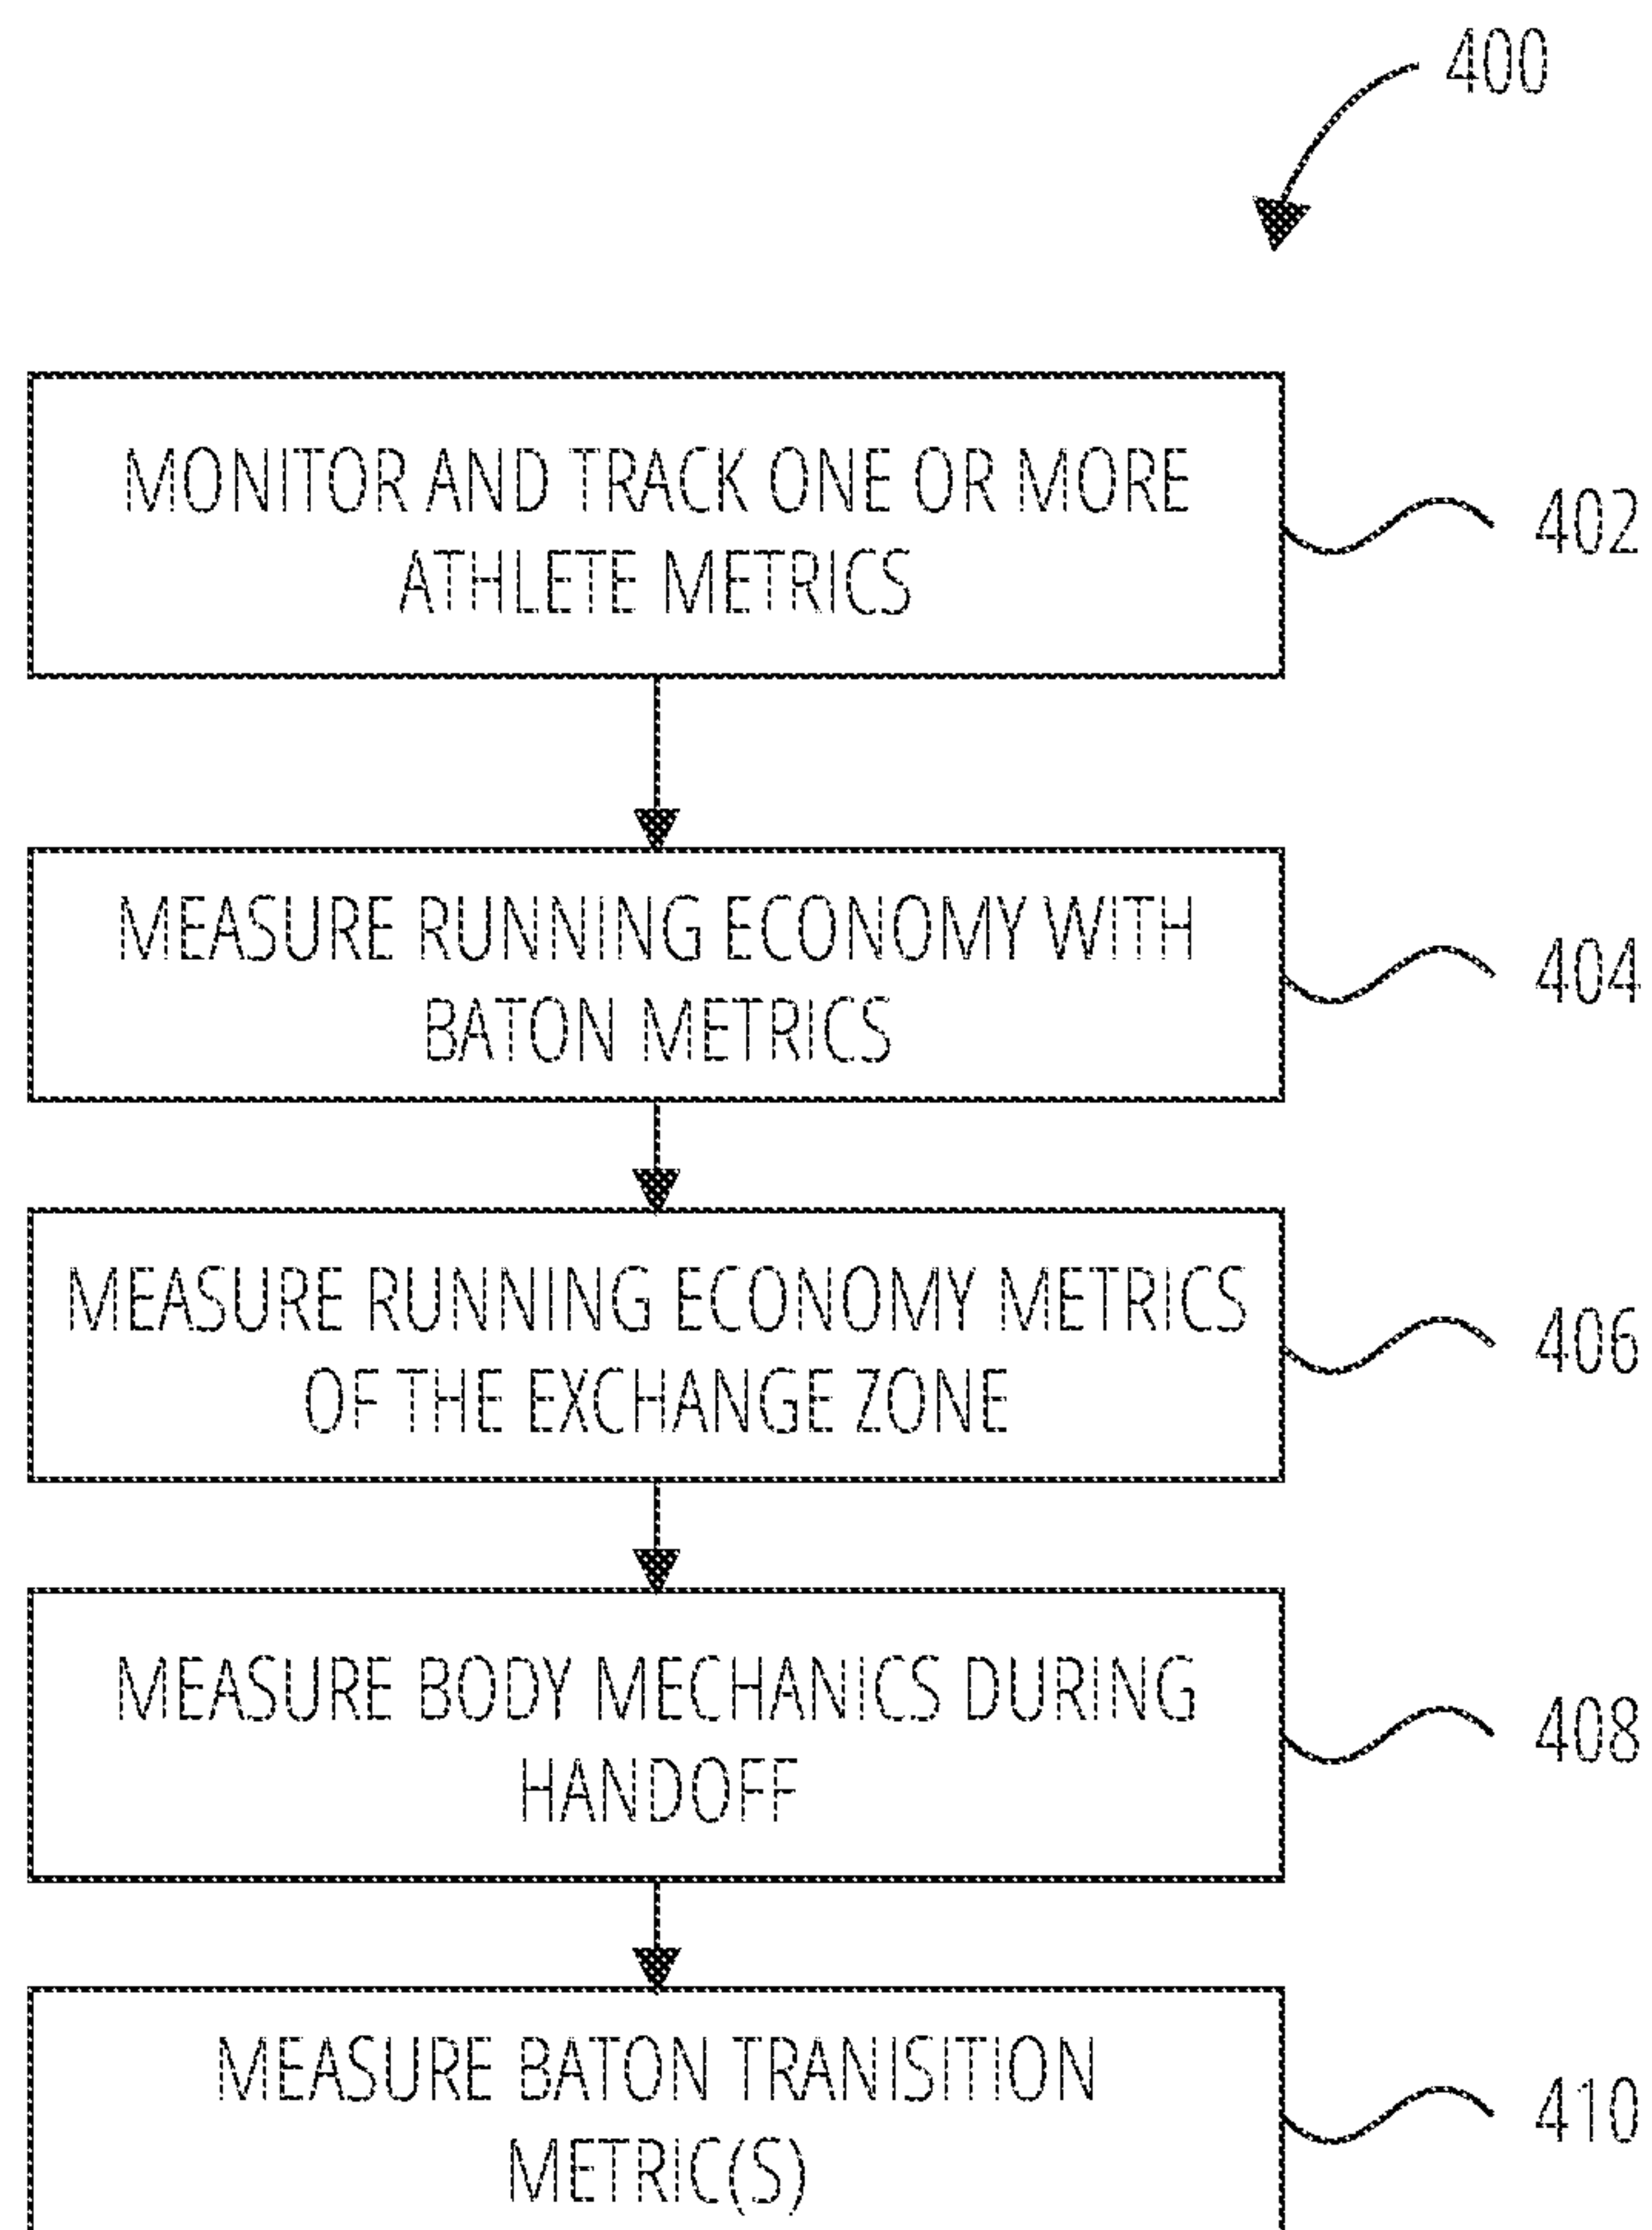 400
MONITOR AND TRACK ONE OR MORE
ATHLETE METRICS
402
MEASURE RUNNING ECONOMY WITH
BATON METRICS
404
MEASURE RUNNING ECONOMY METRICS
OF THE EXCHANGE ZONE
406
MEASURE BODY MECHANICS DURING
HANDOFF
408
MEASURE BATON TRANISITION
METRIC(S)
410